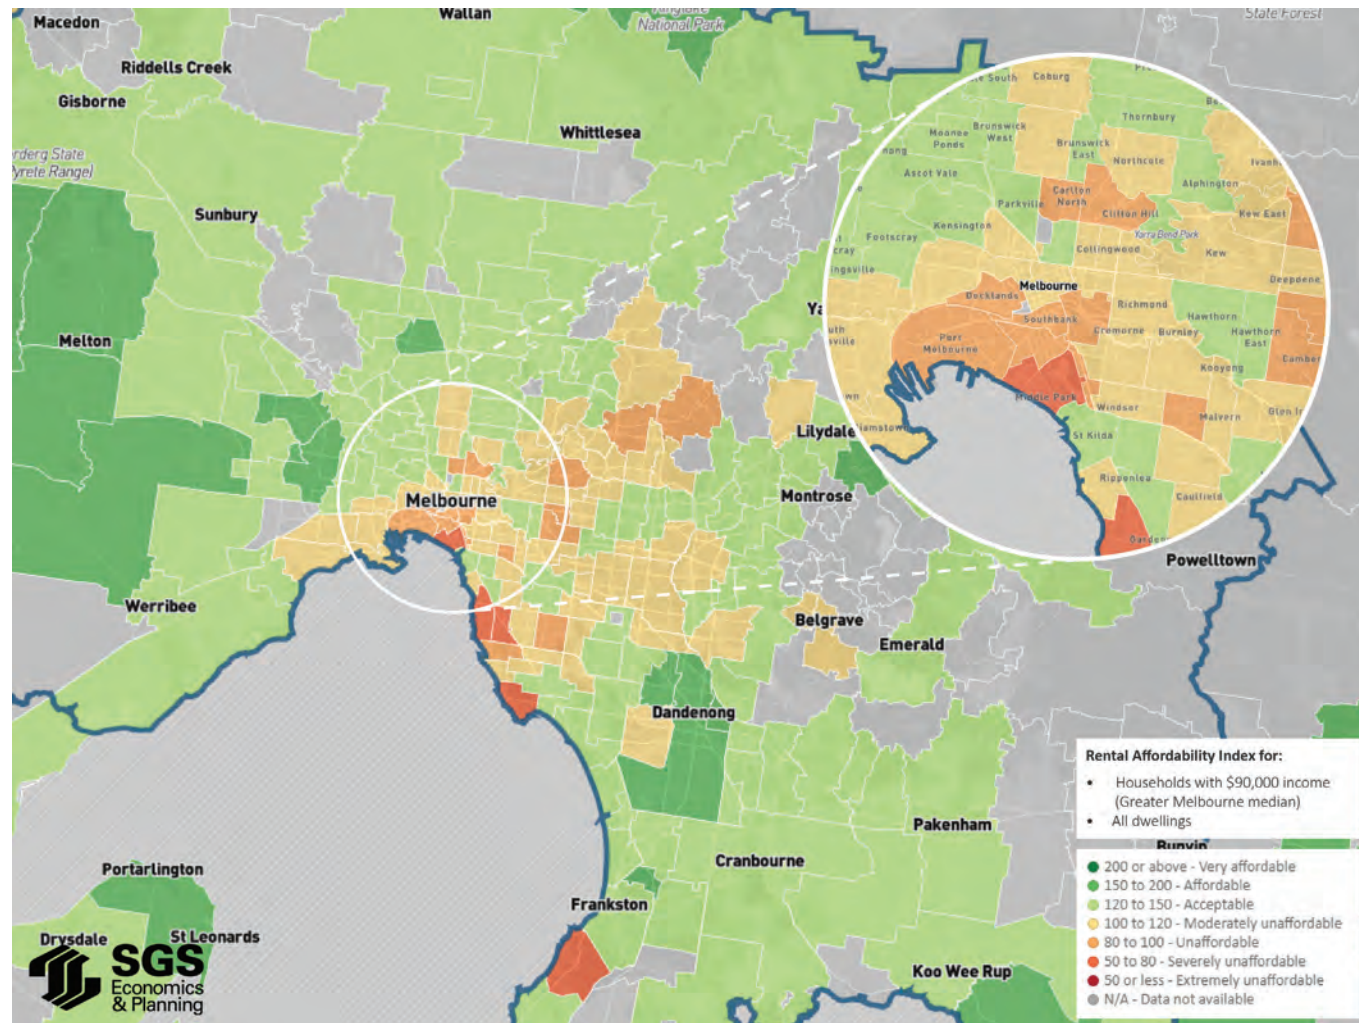 Macedon
Wallan
National Park
State Forest
Riddells Creek
Gisborne
Whittlesea
Sunbury
Melton
Melbourne
Lilydale
Montrose
Werribee
Belgrave
Emerald
Powelltown
Dandenong
Pakenham
Cranbourne
Portarlington
Frankston
Drysdale
St Leonards
Koo Wee Rup
Coburg
Thornbury
Moonee
Ponds
Brunswick
West
Brunswick
East
Northcote
Ascot Vale
Alphington
Carlton
North
Parkville
Clifton Hill
Kew East
Kensington
Footscray
Yarra Bend Park
Collingwood
Kew
Deepdene
Melbourne
Docklands
Richmond
Southbank
Hawthorn
Cremorne
Burnley
Hawthorn
East
Port
Melbourne
Kooyong
Middle Park
Windsor
Malvern
St Kilda
Ripponlea
Caulfield
Rental Affordability Index for:
• Households with $90,000 income
(Greater Melbourne median)
• All dwellings
200 or above - Very affordable
150 to 200 - Affordable
120 to 150 - Acceptable
100 to 120 - Moderately unaffordable
80 to 100 - Unaffordable
50 to 80 - Severely unaffordable
50 or less - Extremely unaffordable
N/A - Data not available
SGS
Economics
& Planning